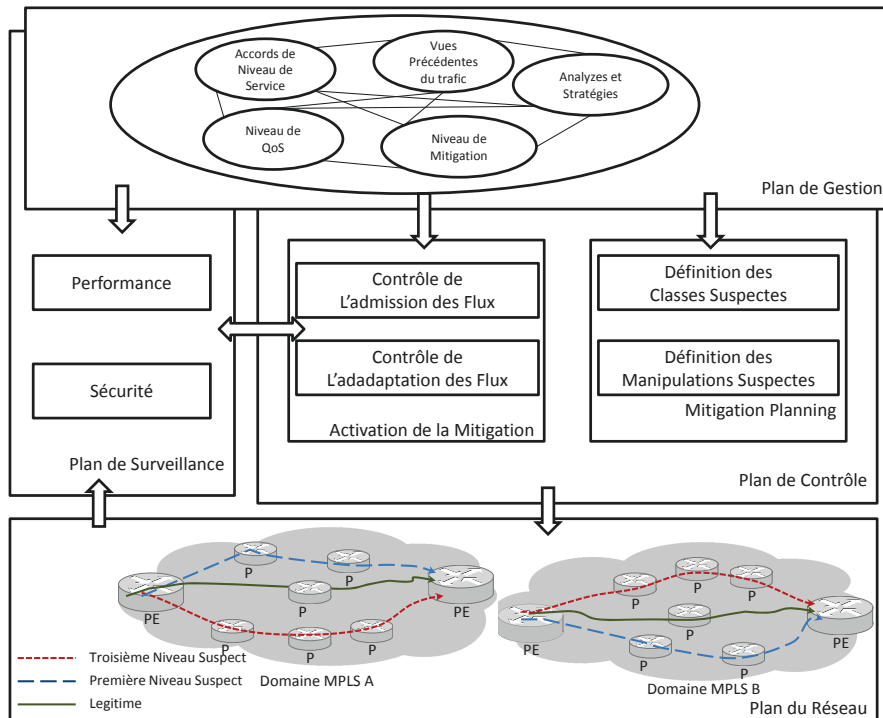 Accords de
Niveau de
Service
Vues
Précédentes
du trafic
Analyzes et
Stratégies
Niveau de
QoS
Niveau de
Mitigation
Plan de Gestion
Performance
Sécurité
Plan de Surveillance
Contrôle de
L'admission des Flux
Contrôle de
L'adadaptation des Flux
Activation de la Mitigation
Définition des
Classes Suspectes
Définition des
Manipulations Suspectes
Mitigation Planning
Plan de Contrôle
P
P
P
PE
PE
P
P
P
Domaine MPLS A
P
P
P
P
PE
PE
P
P
Domaine MPLS B
Troisième Niveau Suspect
Première Niveau Suspect
Legitime
Plan du Réseau